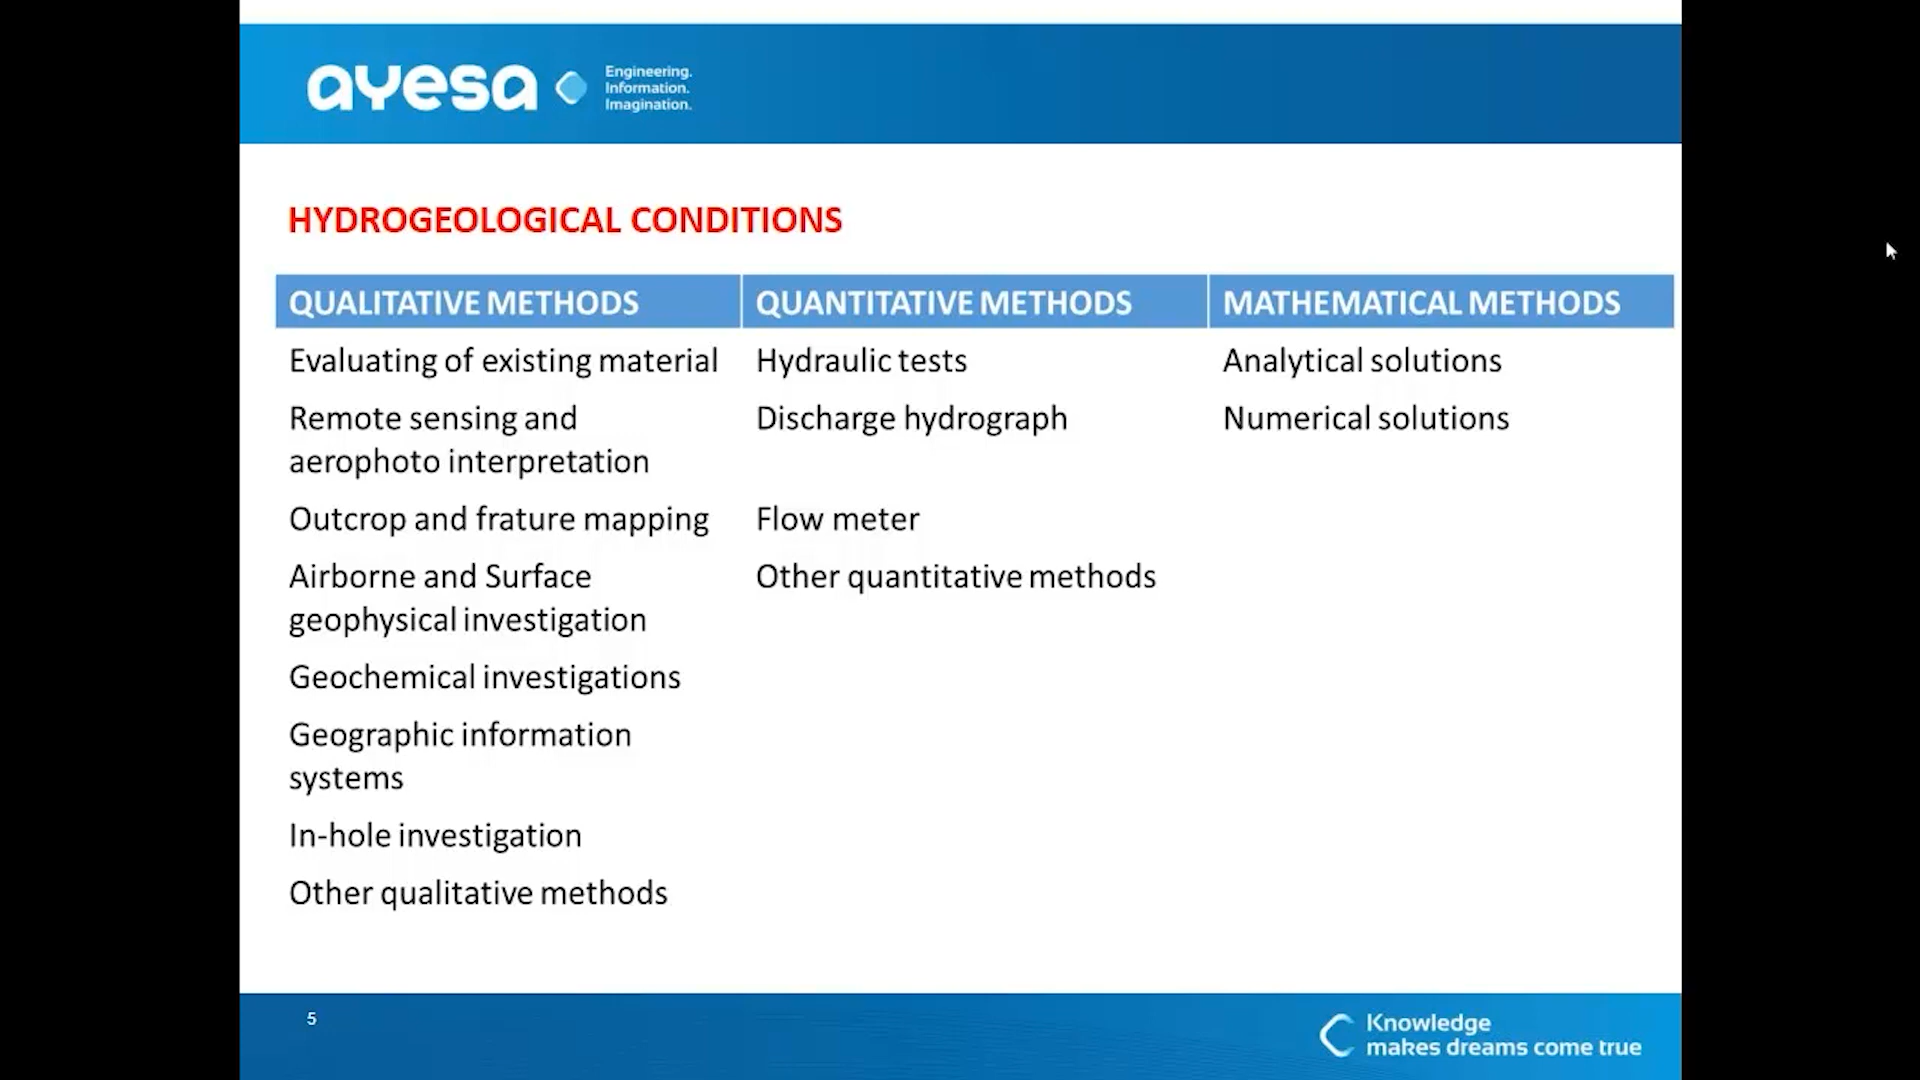 ayesa
Engineering.
Information.
Imagination.
HYDROGEOLOGICAL CONDITIONS
QUALITATIVE METHODS QUANTITATIVE METHODS MATHEMATICAL METHODS
Evaluating of existing material Hydraulic tests Analytical solutions
Remote sensing and Discharge hydrograph Numerical solutions
aerophoto interpretation
Outcrop and frature mapping Flow meter
Airborne and Surface Other quantitative methods
geophysical investigation
Geochemical investigations
Geographic information
systems
In-hole investigation
Other qualitative methods
5
Knowledge
makes dreams come true